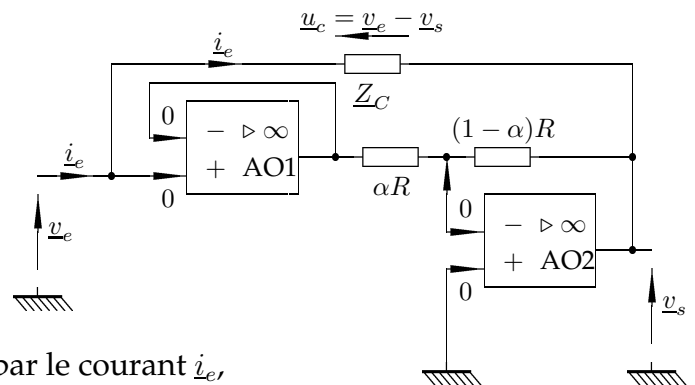 u_c = v_e − v_s
i_e
Z_C
0
− ▷ ∞
+ AO1
0
i_e
v_e
αR
(1 − α)R
0
− ▷ ∞
+ AO2
0
v_s
par le courant i_e,